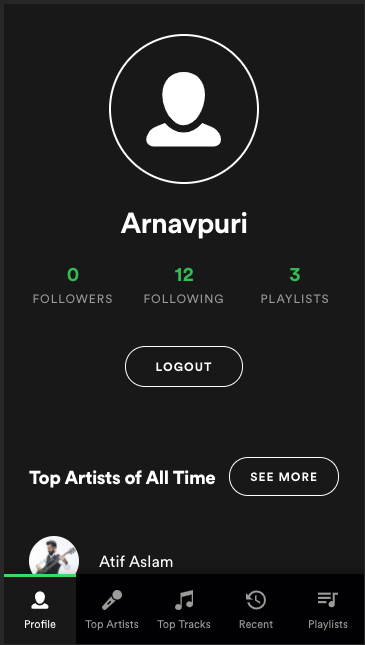 Arnavpuri
0 12 3
FOLLOWERS FOLLOWING PLAYLISTS
LOGOUT
Top Artists of All Time SEE MORE
Atif Aslam
Profile Top Artists Top Tracks Recent Playlists